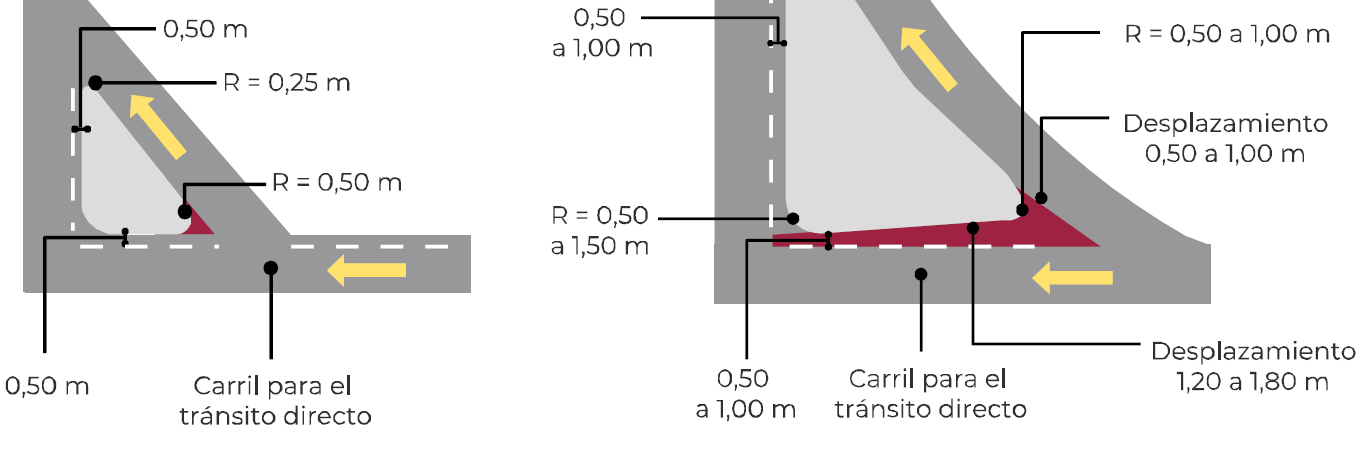 0,50 m
R = 0,25 m
R = 0,50 m
0,50 m
Carril para el
tránsito directo
0,50
a 1,00 m
R = 0,50 a 1,00 m
Desplazamiento
0,50 a 1,00 m
R = 0,50
a 1,50 m
0,50
a 1,00 m
Carril para el
tránsito directo
Desplazamiento
1,20 a 1,80 m